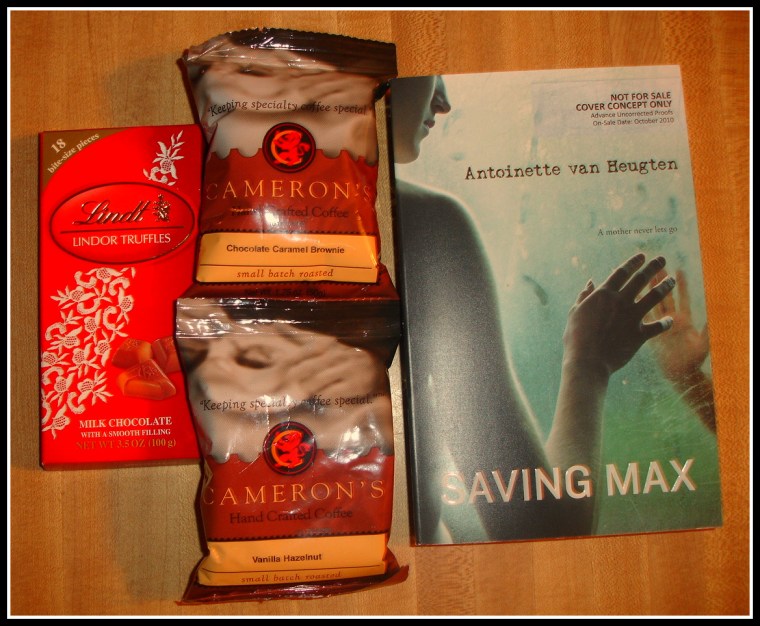 18
bite-size pieces
Lindt
LINDOR TRUFFLES
MILK CHOCOLATE
WITH A SMOOTH FILLING
NET WT 3.5 OZ (100 g)
"Keeping specialty coffee special."
CAMERON'S
Hand Crafted Coffee
Chocolate Caramel Brownie
small batch roasted
"Keeping specialty coffee special."
CAMERON'S
Hand Crafted Coffee
Vanilla Hazelnut
small batch roasted
NOT FOR SALE
COVER CONCEPT ONLY
Advance Uncorrected Proofs
On-Sale Date: October 2010
Antoinette van Heugten
A mother never lets go
SAVING MAX